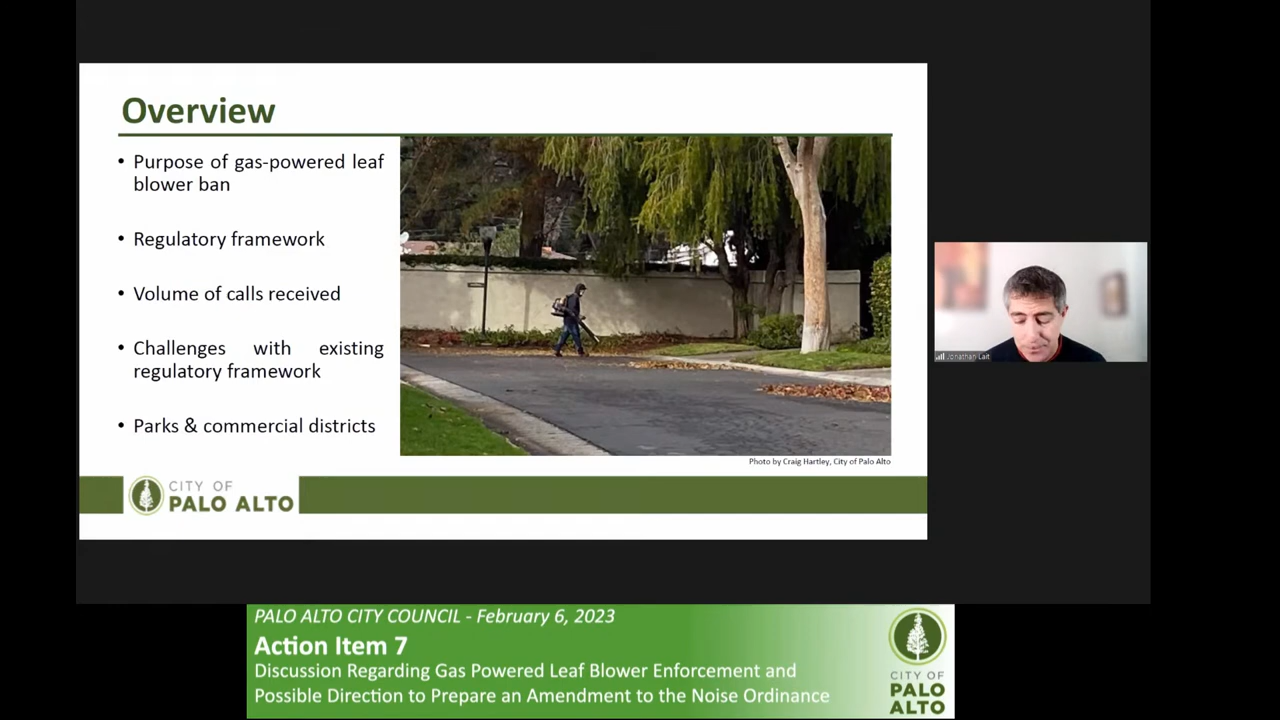 Overview
• Purpose of gas-powered leaf
blower ban
• Regulatory framework
• Volume of calls received
• Challenges with existing
regulatory framework
• Parks & commercial districts
Photo by Craig Hartley, City of Palo Alto
CITY OF
PALO ALTO
Jonathan Lait
PALO ALTO CITY COUNCIL - February 6, 2023
Action Item 7
Discussion Regarding Gas Powered Leaf Blower Enforcement and
Possible Direction to Prepare an Amendment to the Noise Ordinance
CITY OF
PALO
ALTO